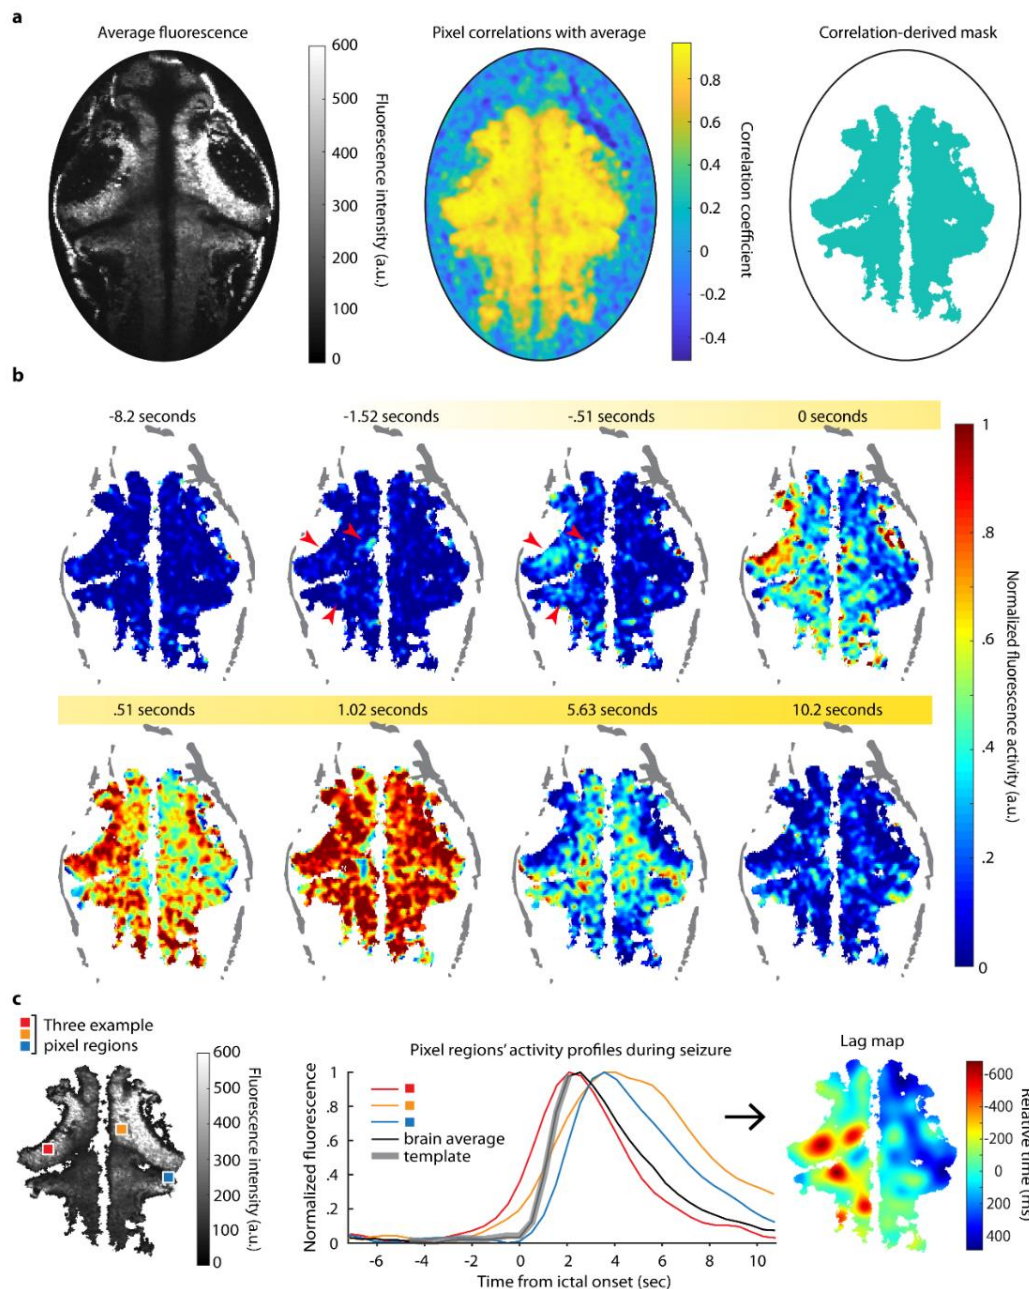 a
Average fluorescence
600
500
400
300
200
100
0
Fluorescence intensity (a.u.)
Pixel correlations with average
0.8
0.6
0.4
0.2
0
-0.2
-0.4
Correlation coefficient
Correlation-derived mask
b
-8.2 seconds
-1.52 seconds
-.51 seconds
0 seconds
.51 seconds
1.02 seconds
5.63 seconds
10.2 seconds
1
.8
.6
.4
.2
0
Normalized fluorescence activity (a.u.)
c
Three example
pixel regions
600
500
400
300
200
100
0
Fluorescence intensity (a.u.)
Pixel regions' activity profiles during seizure
Normalized fluorescence
1
.8
.6
.4
.2
0
brain average
template
-6
-4
-2
0
2
4
6
8
10
Time from ictal onset (sec)
Lag map
-600
-400
-200
0
200
400
Relative time (ms)